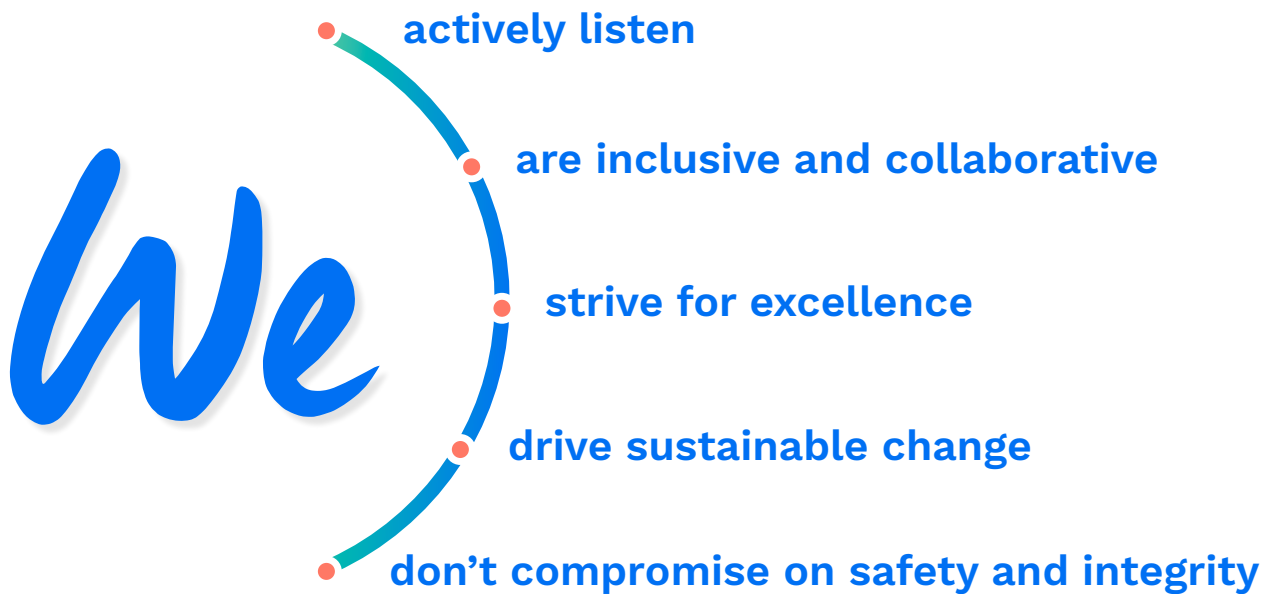 We
actively listen
are inclusive and collaborative
strive for excellence
drive sustainable change
don’t compromise on safety and integrity